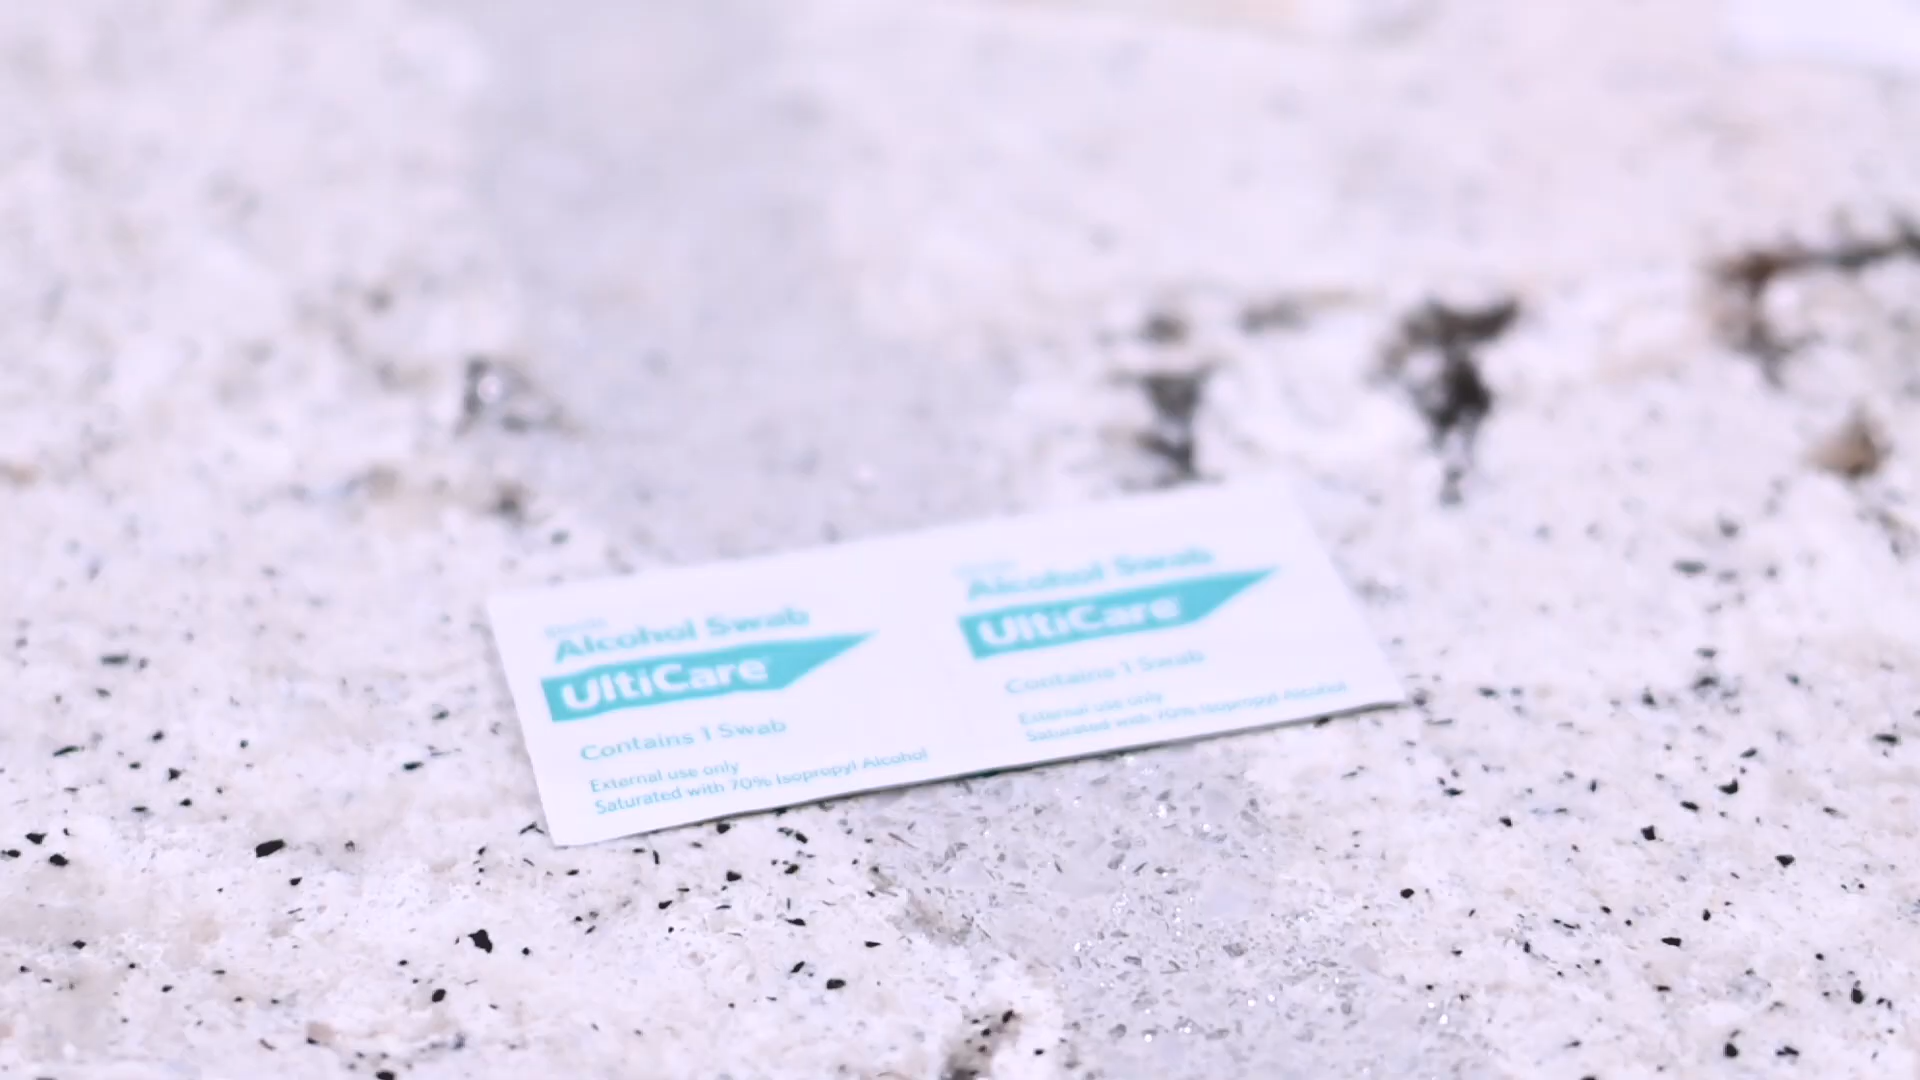 Alcohol Swab
UltiCare
Contains 1 Swab
External use only
Saturated with 70% Isopropyl Alcohol
Alcohol Swab
UltiCare
Contains 1 Swab
External use only
Saturated with 70% Isopropyl Alcohol